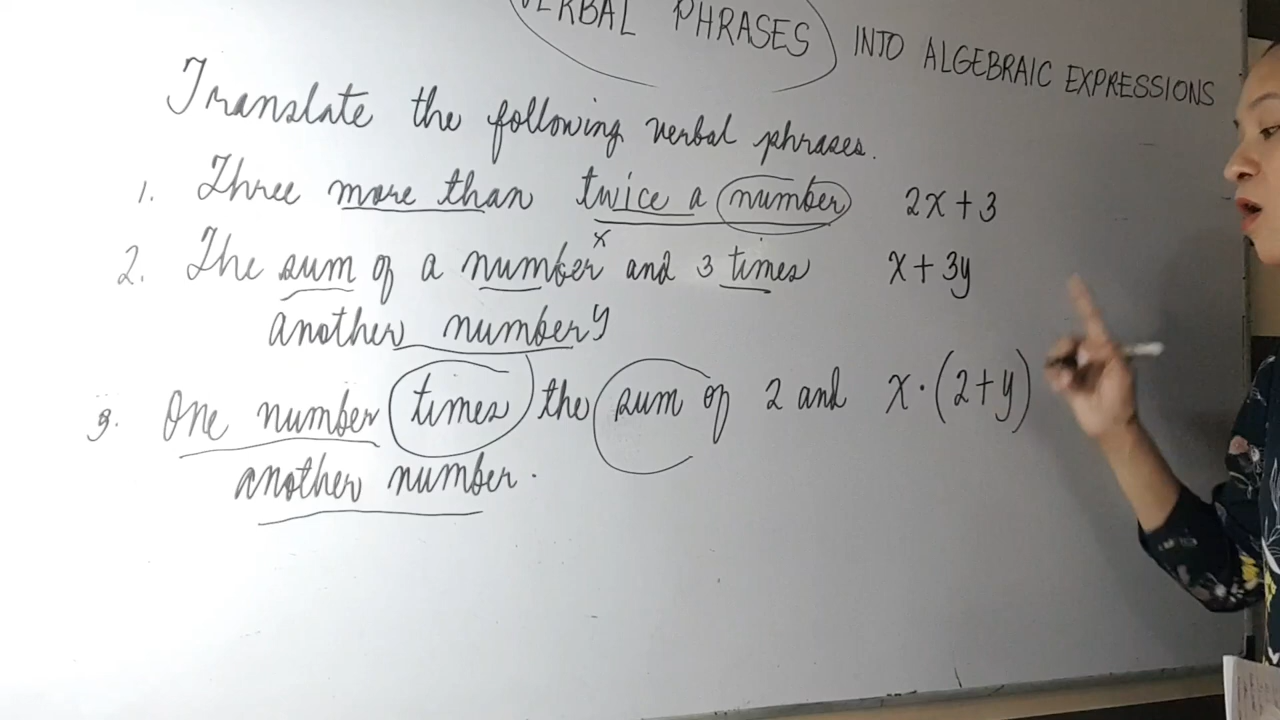 VERBAL PHRASES INTO ALGEBRAIC EXPRESSIONS
Translate the following verbal phrases.
1. Three more than twice a number 2x + 3
x
2. The sum of a number and 3 times x + 3y
another number y
3. One number times the sum of 2 and x · (2 + y)
another number.